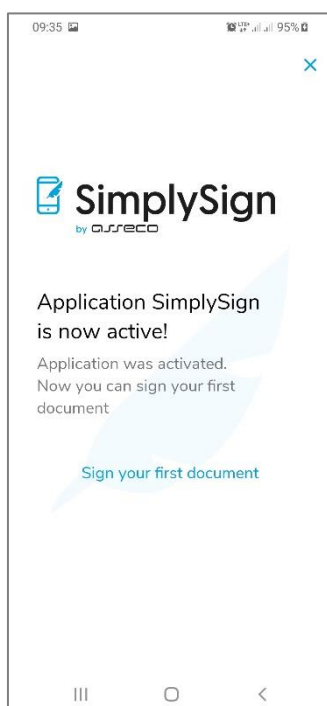 09:35 95%
SimplySign
by asseco
Application SimplySign
is now active!
Application was activated.
Now you can sign your first
document
Sign your first document